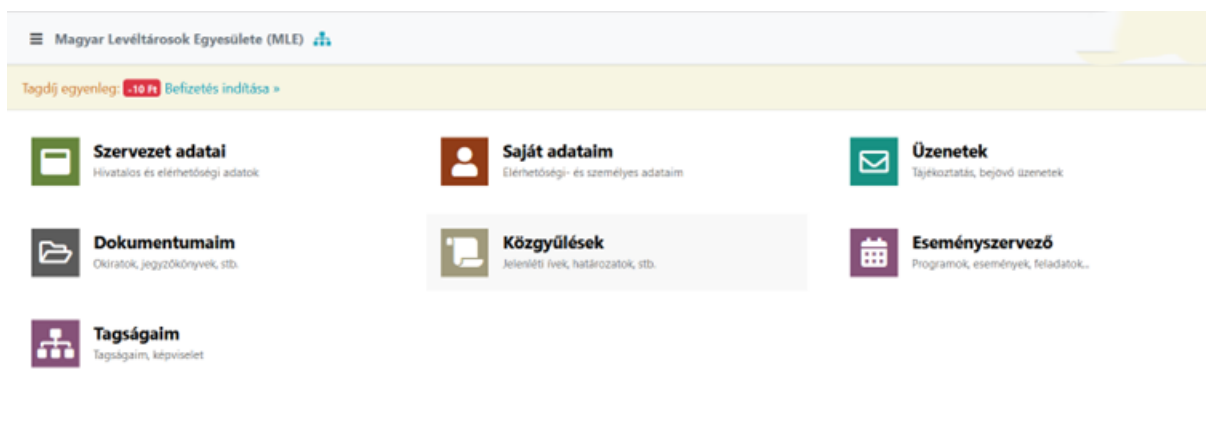 Magyar Levéltárosok Egyesülete (MLE)
Tagdíj egyenleg: -10 Ft Befizetés indítása »
Szervezet adatai
Hivatalos és elérhetőségi adatok
Saját adataim
Elérhetőségi- és személyes adataim
Üzenetek
Tájékoztatás, bejövő üzenetek
Dokumentumaim
Okiratok, jegyzőkönyvek, stb.
Közgyűlések
Jelenléti ívek, határozatok, stb.
Eseményszervező
Programok, események, feladatok...
Tagságaim
Tagságaim, képviselet